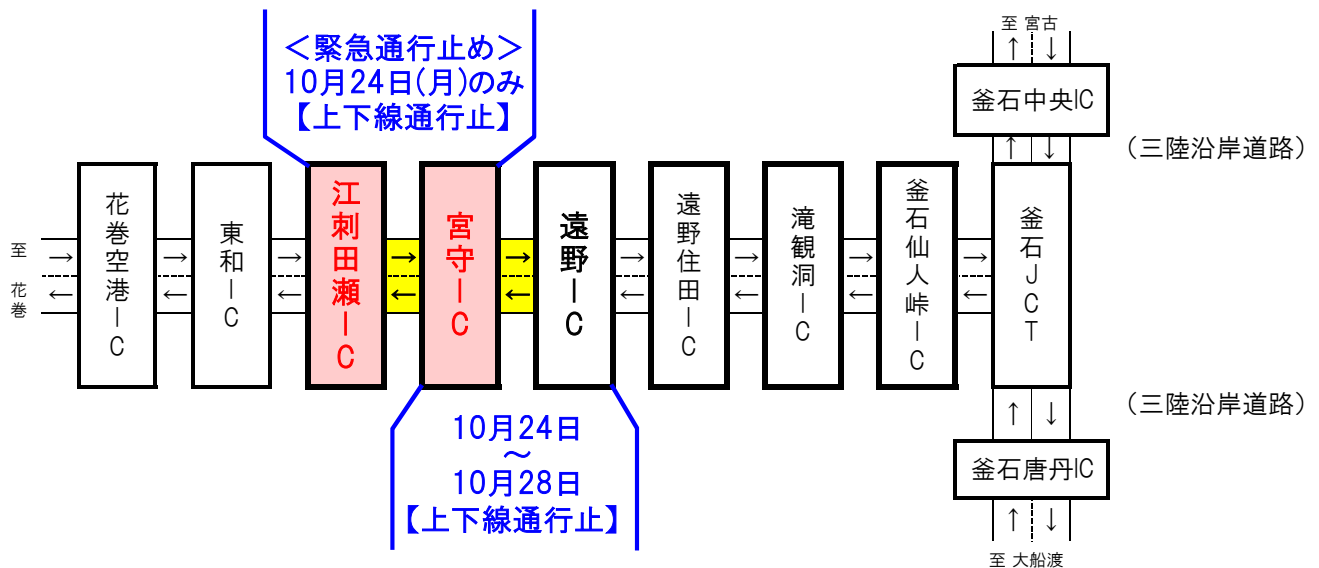 ＜緊急通行止め＞
10月24日(月)のみ
【上下線通行止】
至 宮古
↑ ↓
釜石中央IC
↑ ↓
（三陸沿岸道路）
至 花巻
→
←
花巻空港IC
→
←
東和IC
→
←
江刺田瀬IC
→
←
宮守IC
→
←
遠野IC
→
←
遠野住田IC
→
←
滝観洞IC
→
←
釜石仙人峠IC
→
←
釜石JCT
（三陸沿岸道路）
↑ ↓
釜石唐丹IC
↑ ↓
至 大船渡
10月24日
～
10月28日
【上下線通行止】